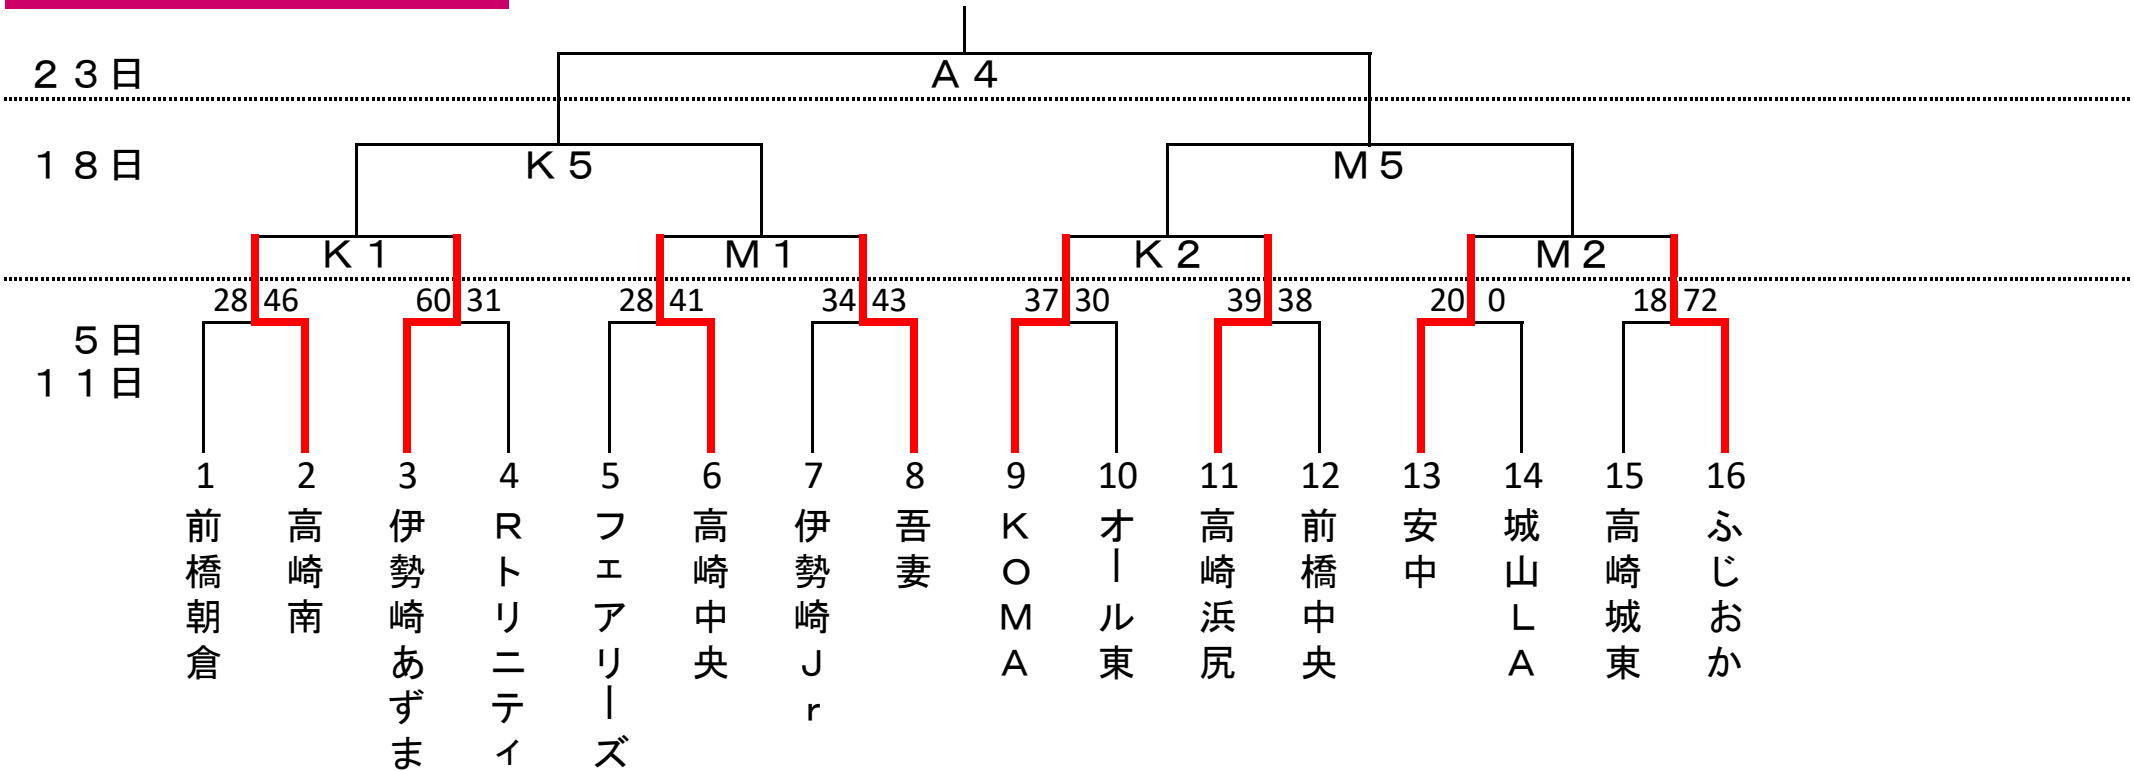 ２３日
Ａ４
１８日
Ｋ５
Ｍ５
Ｋ１
Ｍ１
Ｋ２
Ｍ２
28 46
60 31
28 41
34 43
37 30
39 38
20 0
18 72
５日
１１日
1
2
3
4
5
6
7
8
9
10
11
12
13
14
15
16
前橋朝倉
高崎南
伊勢崎あずま
Ｒトリニティ
フェアリーズ
高崎中央
伊勢崎Ｊｒ
吾妻
ＫＯＭＡ
オール東
高崎浜尻
前橋中央
安中
城山ＬＡ
高崎城東
ふじおか